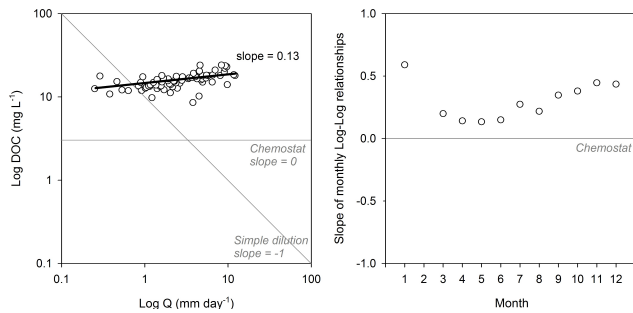 100
10
1
0.1
0.1
1
10
100
Log DOC (mg L⁻¹)
Log Q (mm day⁻¹)
slope = 0.13
Chemostat
slope = 0
Simple dilution
slope = -1
1.0
0.5
0.0
-0.5
-1.0
Slope of monthly Log-Log relationships
Chemostat
1 2 3 4 5 6 7 8 9 10 11 12
Month